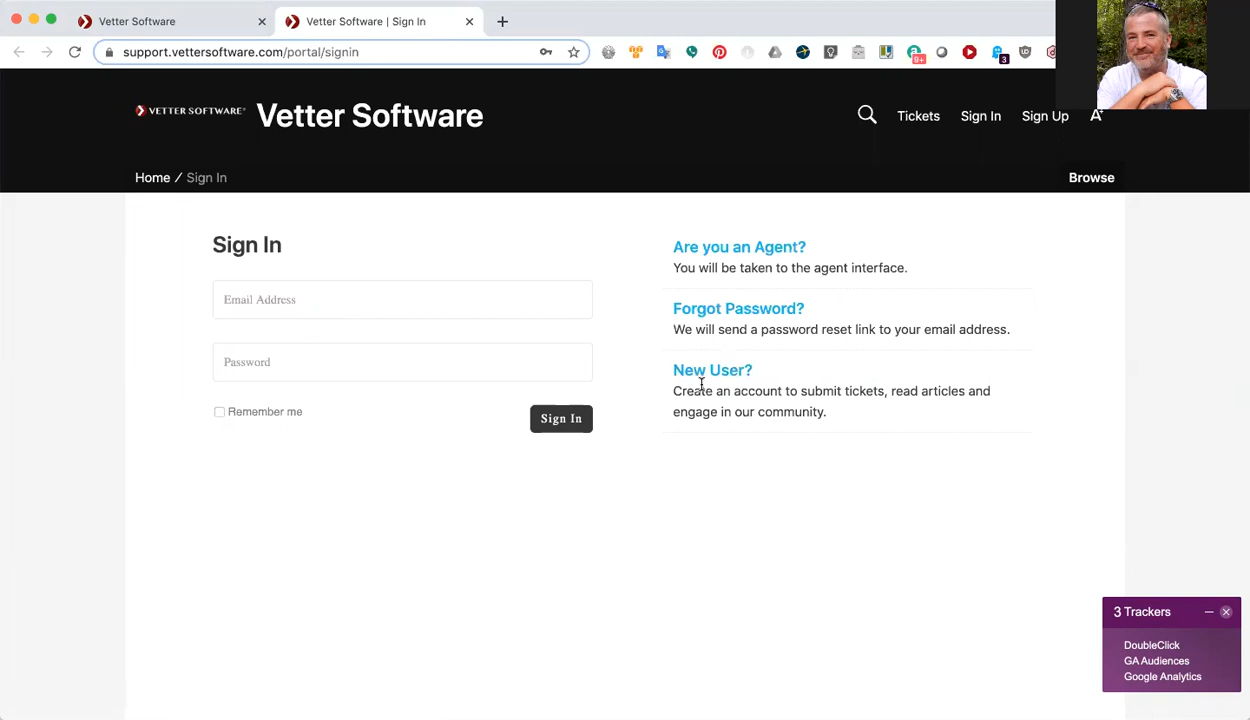 Vetter Software
Vetter Software | Sign In
support.vettersoftware.com/portal/signin
9+
3
VETTER SOFTWARE
Vetter Software
Tickets
Sign In
Sign Up
A+
Home / Sign In
Browse
Sign In
Email Address
Password
Remember me
Sign In
Are you an Agent?
You will be taken to the agent interface.
Forgot Password?
We will send a password reset link to your email address.
New User?
Create an account to submit tickets, read articles and
engage in our community.
3 Trackers
DoubleClick
GA Audiences
Google Analytics